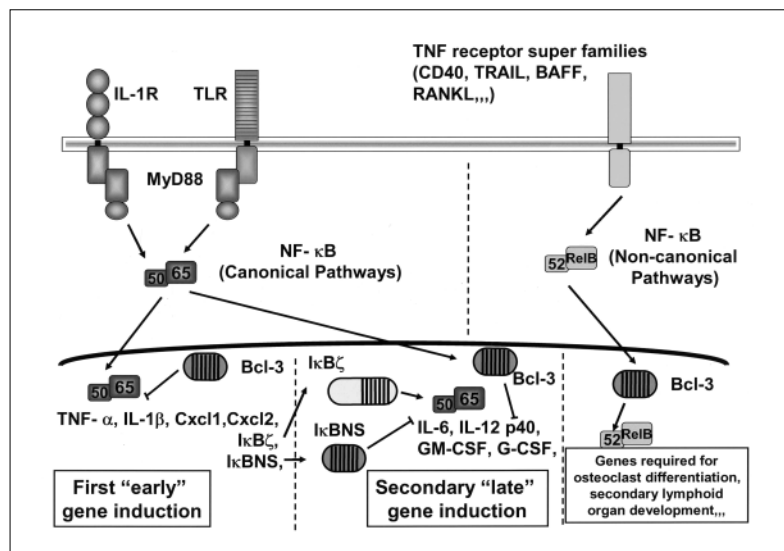 TNF receptor super families
(CD40, TRAIL, BAFF,
RANKL,,,)
IL-1R
TLR
MyD88
NF- κB
(Canonical Pathways)
50 65
NF- κB
(Non-canonical
Pathways)
52 RelB
Bcl-3
50 65
TNF- α, IL-1β, Cxcl1,Cxcl2,
IκBζ,
IκBNS,
First “early”
gene induction
IκBζ
50 65
Bcl-3
IκBNS
IL-6, IL-12 p40,
GM-CSF, G-CSF,
Secondary “late”
gene induction
Bcl-3
52 RelB
Genes required for
osteoclast differentiation,
secondary lymphoid
organ development,,,